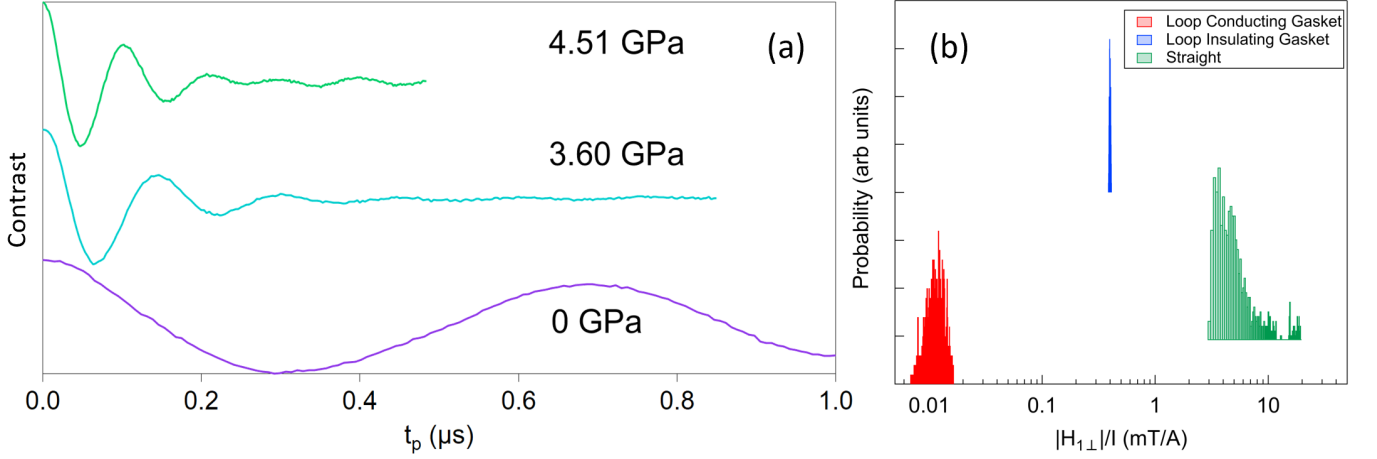 4.51 GPa
(a)
3.60 GPa
0 GPa
Contrast
0.0 0.2 0.4 0.6 0.8 1.0
tₚ (µs)
(b)
Loop Conducting Gasket
Loop Insulating Gasket
Straight
Probability (arb units)
0.01 0.1 1 10
|H₁⊥|/I (mT/A)